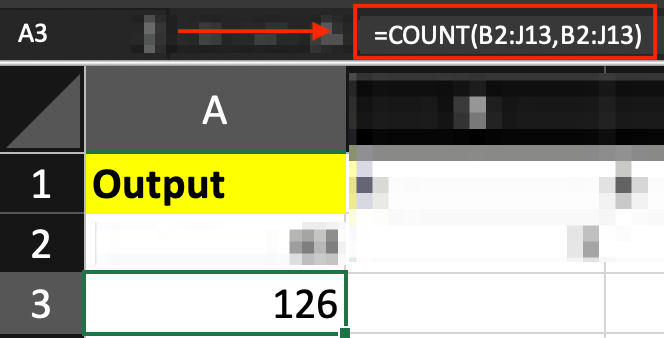 A3 =COUNT(B2:J13,B2:J13)
A
1 Output
2
3 126